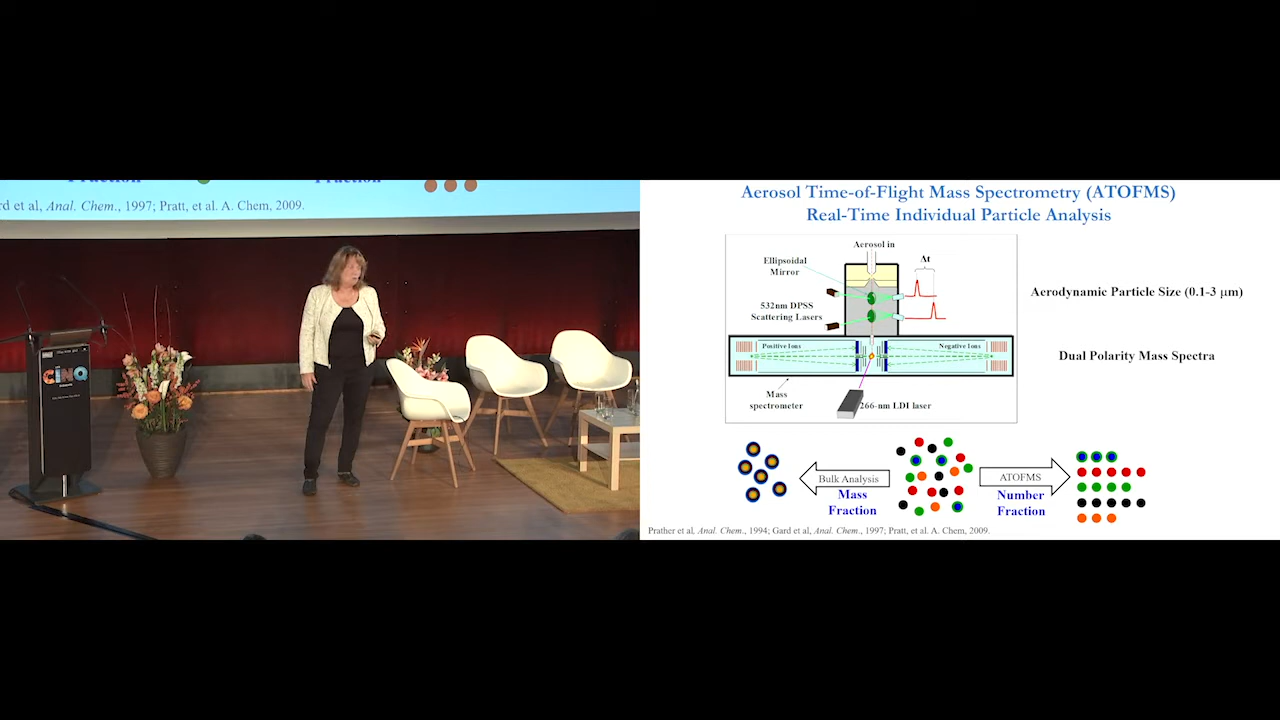 Fraction
Fraction
rd et al, Anal. Chem., 1997; Pratt, et al. A. Chem, 2009.
CINQ
Aerosol Time-of-Flight Mass Spectrometry (ATOFMS)
Real-Time Individual Particle Analysis
Aerosol in
Δt
Ellipsoidal
Mirror
532nm DPSS
Scattering Lasers
Positive Ions
Negative Ions
Mass
spectrometer
266-nm LDI laser
Aerodynamic Particle Size (0.1-3 μm)
Dual Polarity Mass Spectra
Bulk Analysis
Mass
Fraction
ATOFMS
Number
Fraction
Prather et al, Anal. Chem., 1994; Gard et al, Anal. Chem., 1997; Pratt, et al. A. Chem, 2009.